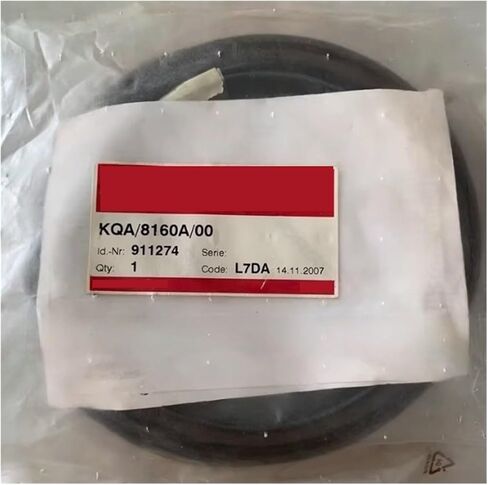 KQA/8160A/00
Id.-Nr: 911274 Serie:
Qty: 1 Code: L7DA 14.11.2007